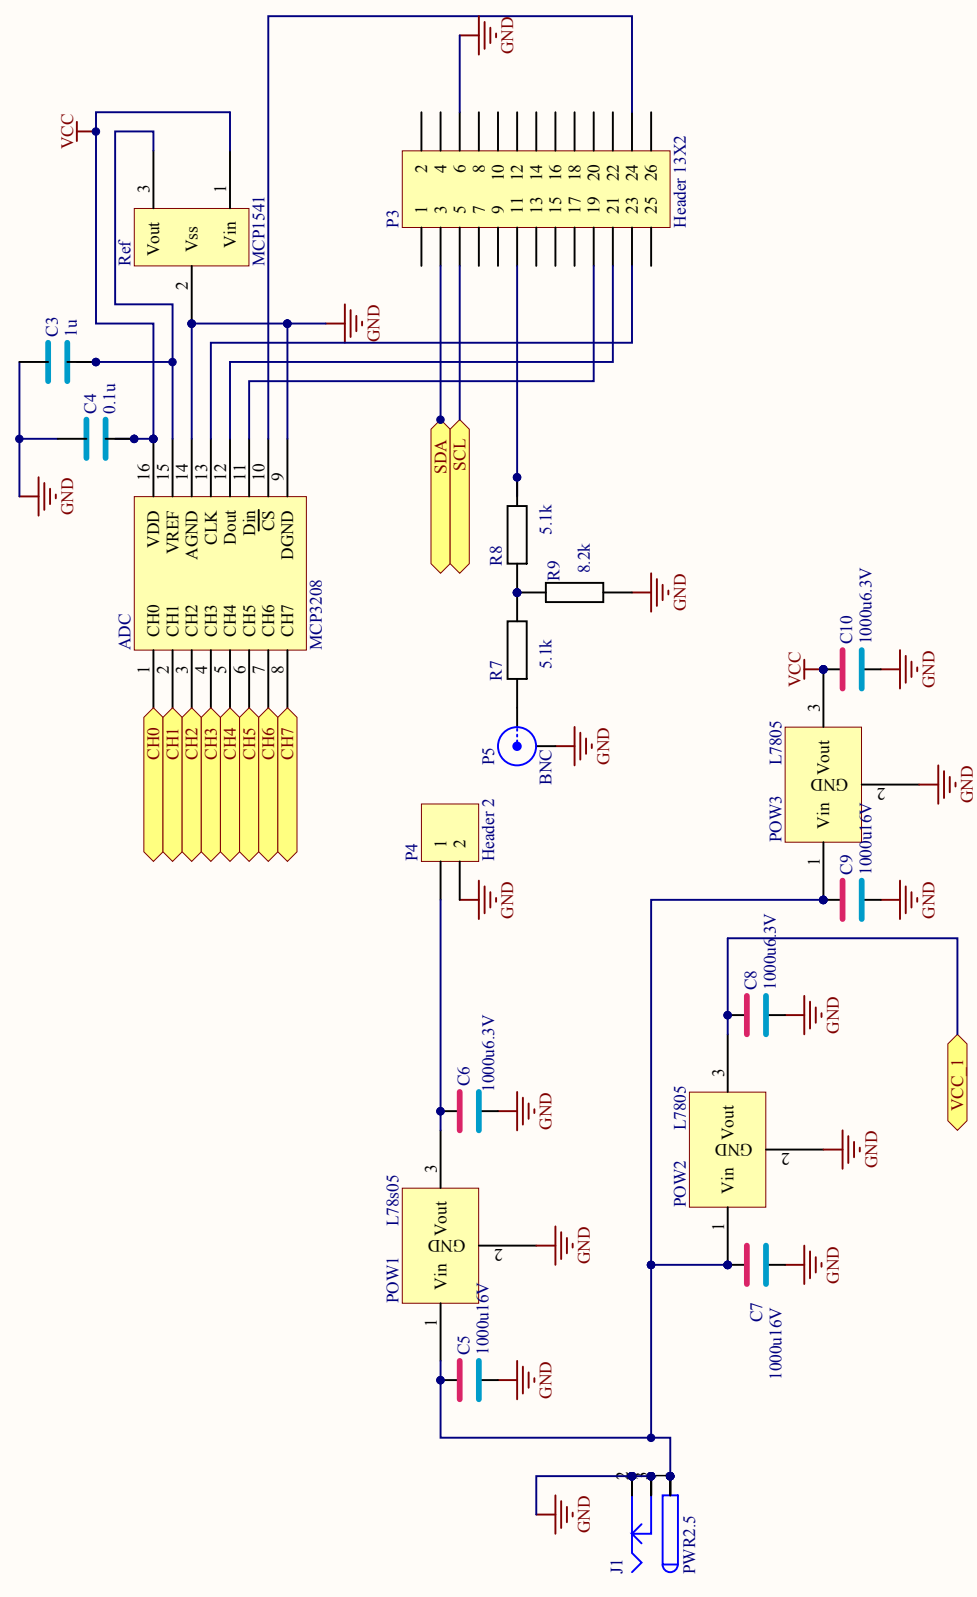 GND
VCC
3
1
Vout
Vss
Vin
Ref
MCP1541
2
GND
C3
1u
C4
0.1u
GND
16
15
14
13
12
11
10
9
VDD
VREF
AGND
CLK
Dout
Din
CS
DGND
CH0
CH1
CH2
CH3
CH4
CH5
CH6
CH7
ADC
MCP3208
1
2
3
4
5
6
7
8
CH0
CH1
CH2
CH3
CH4
CH5
CH6
CH7
P3
Header 13X2
2
4
6
8
10
12
14
16
18
20
22
24
26
1
3
5
7
9
11
13
15
17
19
21
23
25
SDA
SCL
R8
5.1k
R9
8.2k
GND
R7
5.1k
P5
BNC
GND
P4
1
2
Header 2
GND
VCC
C10
1000u6.3V
GND
3
POW3
L7805
Vout
GND
Vin
2
GND
1
C9
1000u16V
GND
C8
1000u6.3V
GND
3
POW2
L7805
Vout
GND
Vin
2
GND
1
C7
1000u16V
GND
VCC_1
C6
1000u6.3V
GND
3
POW1
L78s05
Vout
GND
Vin
2
GND
1
C5
1000u16V
GND
GND
J1
PWR2.5